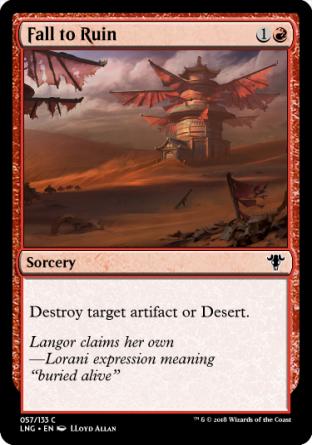 Fall to Ruin 1
Sorcery
Destroy target artifact or Desert.
Langor claims her own
—Lorani expression meaning
“buried alive”
057/133 C
LNG • EN Lloyd Allan
™ & © 2018 Wizards of the Coast